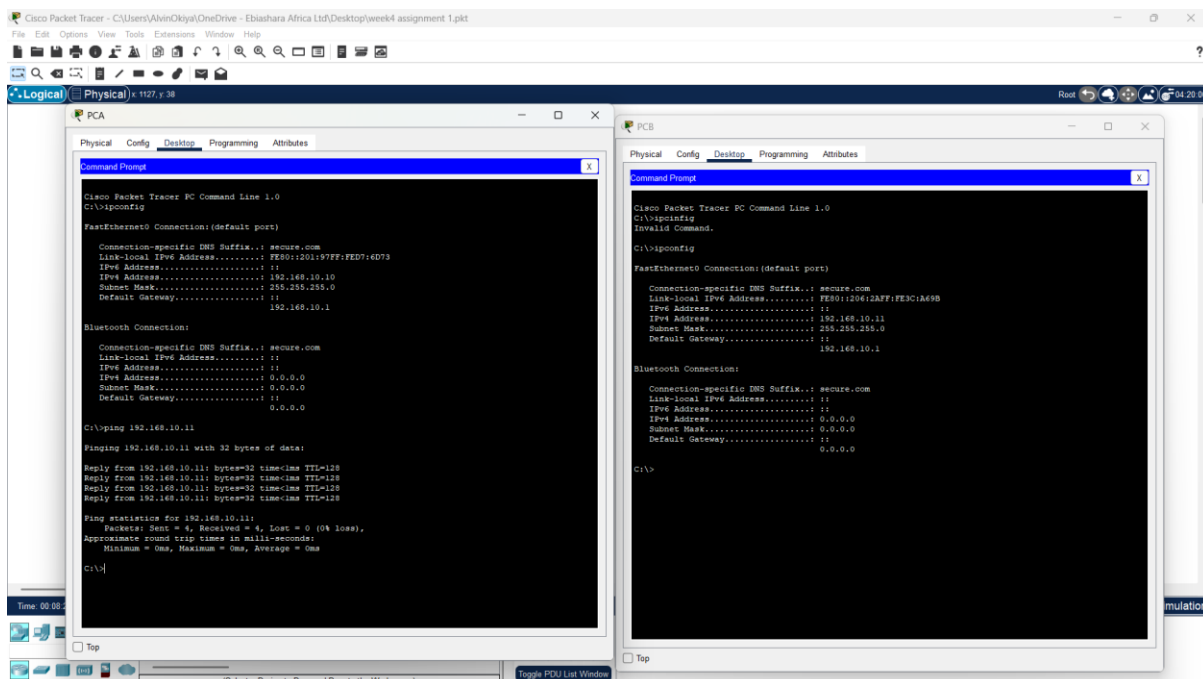 Cisco Packet Tracer - C:\Users\AlvinOkiya\OneDrive - Ebiashara Africa Ltd\Desktop\week4 assignment 1.pkt
File Edit Options View Tools Extensions Window Help
?
Logical Physical x: 1127, y: 38
Root 04:20:0
PCA
Physical Config Desktop Programming Attributes
Command Prompt
X
Cisco Packet Tracer PC Command Line 1.0
C:\>ipconfig
FastEthernet0 Connection:(default port)
Connection-specific DNS Suffix..: secure.com
Link-local IPv6 Address.........: FE80::201:97FF:FED7:6D73
IPv6 Address....................: ::
IPv4 Address....................: 192.168.10.10
Subnet Mask.....................: 255.255.255.0
Default Gateway.................: ::
192.168.10.1
Bluetooth Connection:
Connection-specific DNS Suffix..: secure.com
Link-local IPv6 Address.........: ::
IPv6 Address....................: ::
IPv4 Address....................: 0.0.0.0
Subnet Mask.....................: 0.0.0.0
Default Gateway.................: ::
0.0.0.0
C:\>ping 192.168.10.11
Pinging 192.168.10.11 with 32 bytes of data:
Reply from 192.168.10.11: bytes=32 time<1ms TTL=128
Reply from 192.168.10.11: bytes=32 time<1ms TTL=128
Reply from 192.168.10.11: bytes=32 time<1ms TTL=128
Reply from 192.168.10.11: bytes=32 time<1ms TTL=128
Ping statistics for 192.168.10.11:
Packets: Sent = 4, Received = 4, Lost = 0 (0% loss),
Approximate round trip times in milli-seconds:
Minimum = 0ms, Maximum = 0ms, Average = 0ms
C:\>
Top
PCB
Physical Config Desktop Programming Attributes
Command Prompt
X
Cisco Packet Tracer PC Command Line 1.0
C:\>ipcinfig
Invalid Command.
C:\>ipconfig
FastEthernet0 Connection:(default port)
Connection-specific DNS Suffix..: secure.com
Link-local IPv6 Address.........: FE80::206:2AFF:FE3C:A69B
IPv6 Address....................: ::
IPv4 Address....................: 192.168.10.11
Subnet Mask.....................: 255.255.255.0
Default Gateway.................: ::
192.168.10.1
Bluetooth Connection:
Connection-specific DNS Suffix..: secure.com
Link-local IPv6 Address.........: ::
IPv6 Address....................: ::
IPv4 Address....................: 0.0.0.0
Subnet Mask.....................: 0.0.0.0
Default Gateway.................: ::
0.0.0.0
C:\>
Top
Time: 00:08:2
mulation
Toggle PDU List Window